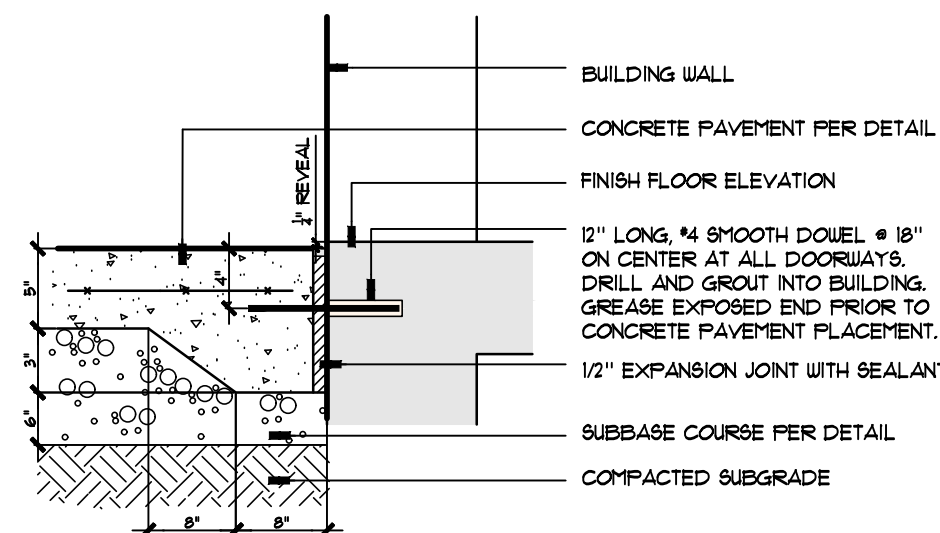 BUILDING WALL
CONCRETE PAVEMENT PER DETAIL
1/4" REVEAL
FINISH FLOOR ELEVATION
12" LONG, #4 SMOOTH DOWEL @ 18"
ON CENTER AT ALL DOORWAYS.
DRILL AND GROUT INTO BUILDING.
GREASE EXPOSED END PRIOR TO
CONCRETE PAVEMENT PLACEMENT.
5"
4"
3"
1/2" EXPANSION JOINT WITH SEALANT
6"
SUBBASE COURSE PER DETAIL
COMPACTED SUBGRADE
8"
8"